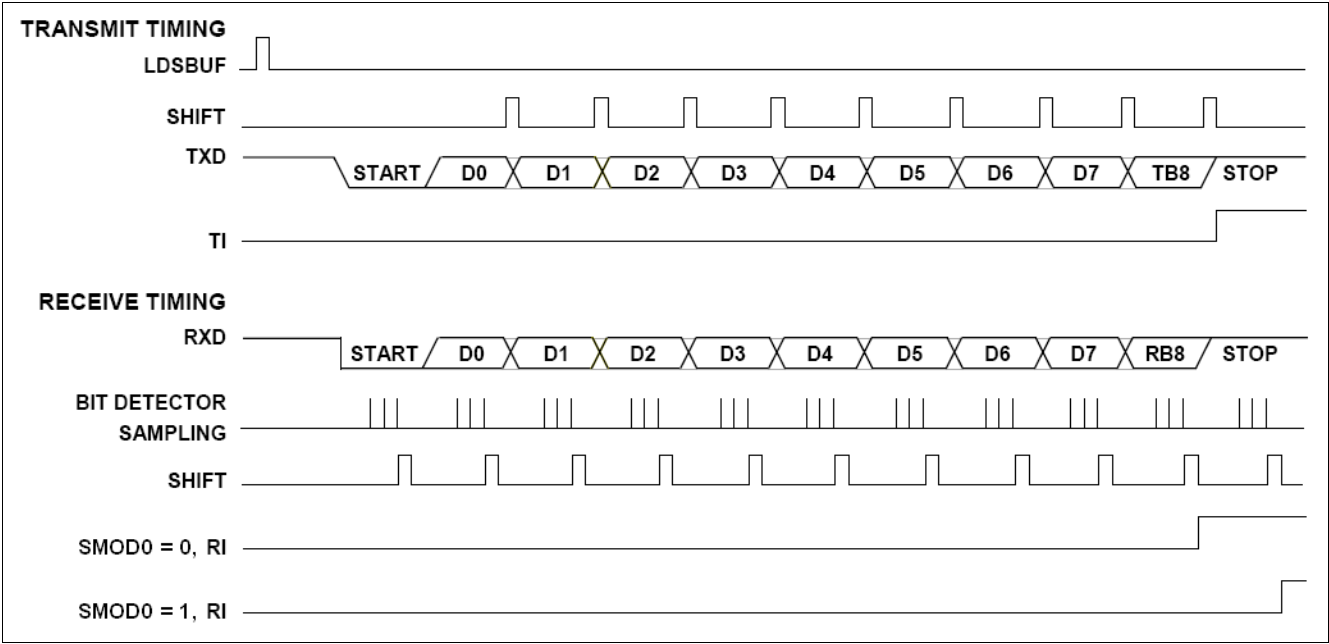 TRANSMIT TIMING
LDSBUF
SHIFT
TXD START D0 D1 D2 D3 D4 D5 D6 D7 TB8 STOP
TI
RECEIVE TIMING
RXD START D0 D1 D2 D3 D4 D5 D6 D7 RB8 STOP
BIT DETECTOR
SAMPLING
SHIFT
SMOD0 = 0, RI
SMOD0 = 1, RI